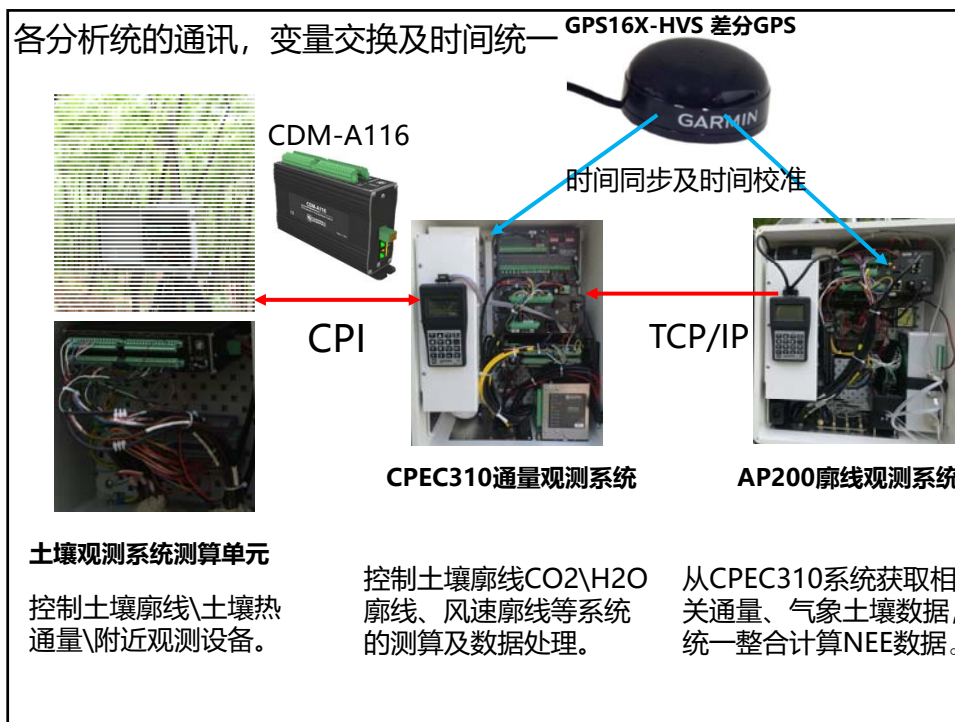 各分析统的通讯，变量交换及时间统一
GPS16X-HVS 差分GPS
GARMIN
CDM-A116
CDM-A116
时间同步及时间校准
CPI
TCP/IP
CPEC310通量观测系统
AP200廓线观测系统
土壤观测系统测算单元
控制土壤廓线\土壤热
通量\附近观测设备。
控制土壤廓线CO2\H2O
廓线、风速廓线等系统
的测算及数据处理。
从CPEC310系统获取相
关通量、气象土壤数据，
统一整合计算NEE数据。